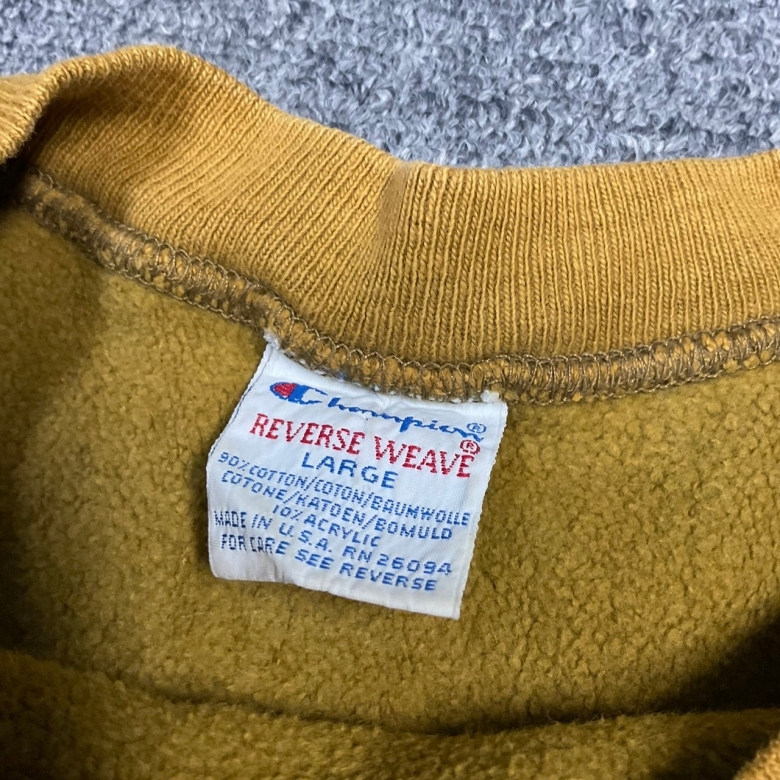 Champion®
REVERSE WEAVE®
LARGE
90% COTTON/COTON/BAUMWOLLE
COTONE/KATOEN/BOMULD
10% ACRYLIC
MADE IN U.S.A. RN 26094
FOR CARE SEE REVERSE